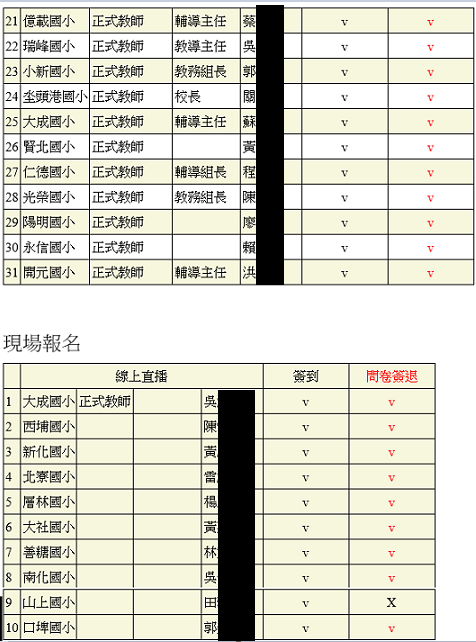 21 億載國小 正式教師 輔導主任 蔡 v v
22 瑞峰國小 正式教師 教導主任 吳 v v
23 小新國小 正式教師 教務組長 郭 v v
24 坔頭港國小 正式教師 校長 關 v v
25 大成國小 正式教師 輔導主任 蘇 v v
26 賢北國小 正式教師 黃 v v
27 仁德國小 正式教師 輔導組長 程 v v
28 光榮國小 正式教師 教務組長 陳 v v
29 陽明國小 正式教師 廖 v v
30 永信國小 正式教師 賴 v v
31 開元國小 正式教師 輔導主任 洪 v v
現場報名
線上直播 簽到 問卷簽退
1 大成國小 正式教師 吳 v v
2 西埔國小 陳 v v
3 新化國小 黃 v v
4 北寮國小 雷 v v
5 層林國小 楊 v v
6 大社國小 黃 v v
7 善糖國小 林 v v
8 南化國小 吳 v v
9 山上國小 田 v X
10 口埤國小 郭 v v